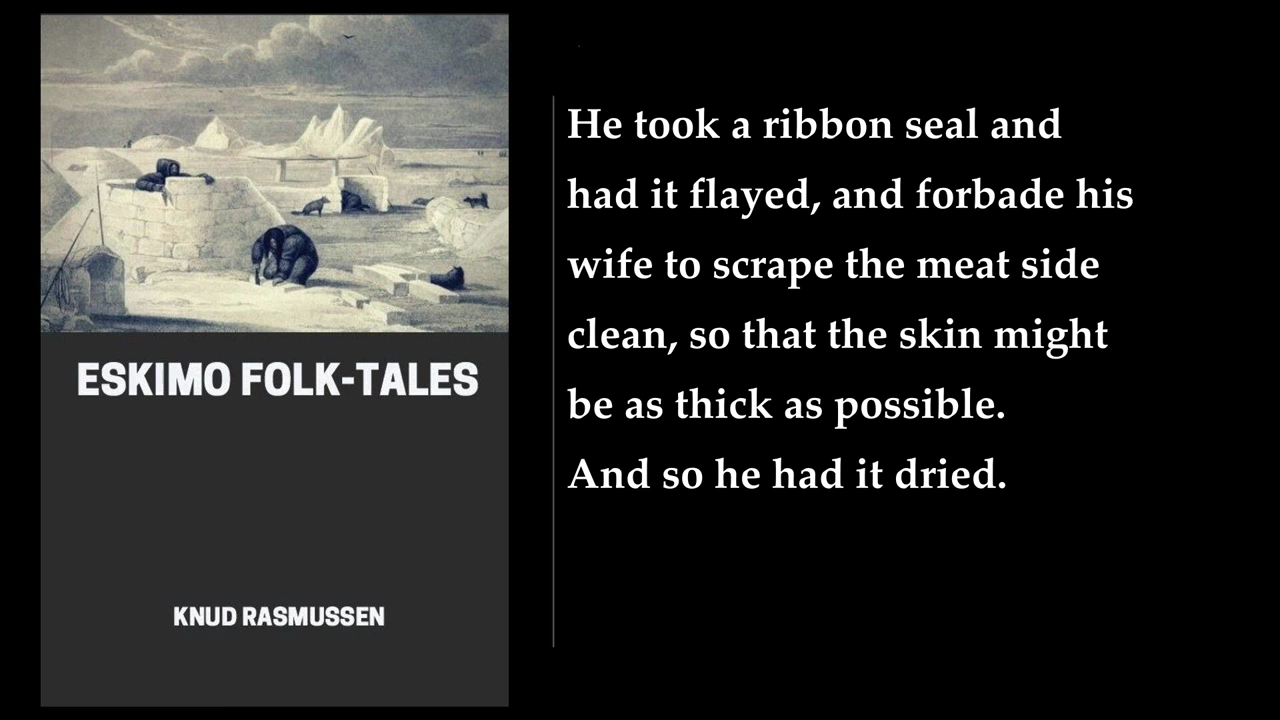 ESKIMO FOLK-TALES
KNUD RASMUSSEN
He took a ribbon seal and
had it flayed, and forbade his
wife to scrape the meat side
clean, so that the skin might
be as thick as possible.
And so he had it dried.